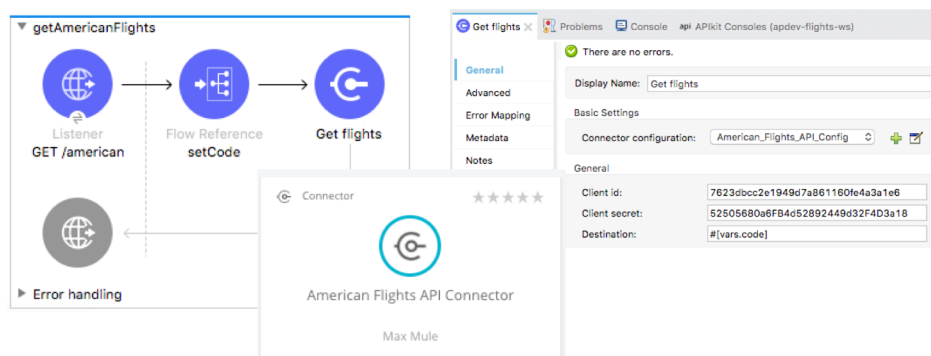 getAmericanFlights
Listener
GET /american
Flow Reference
setCode
Get flights
Error handling
Connector
American Flights API Connector
Max Mule
Get flights
Problems
Console
api APIkit Consoles (apdev-flights-ws)
There are no errors.
General
Advanced
Error Mapping
Metadata
Notes
Display Name: Get flights
Basic Settings
Connector configuration: American_Flights_API_Config
General
Client id: 7623dbcc2e1949d7a861160fe4a3a1e6
Client secret: 52505680a6FB4d52892449d32F4D3a18
Destination: #[vars.code]